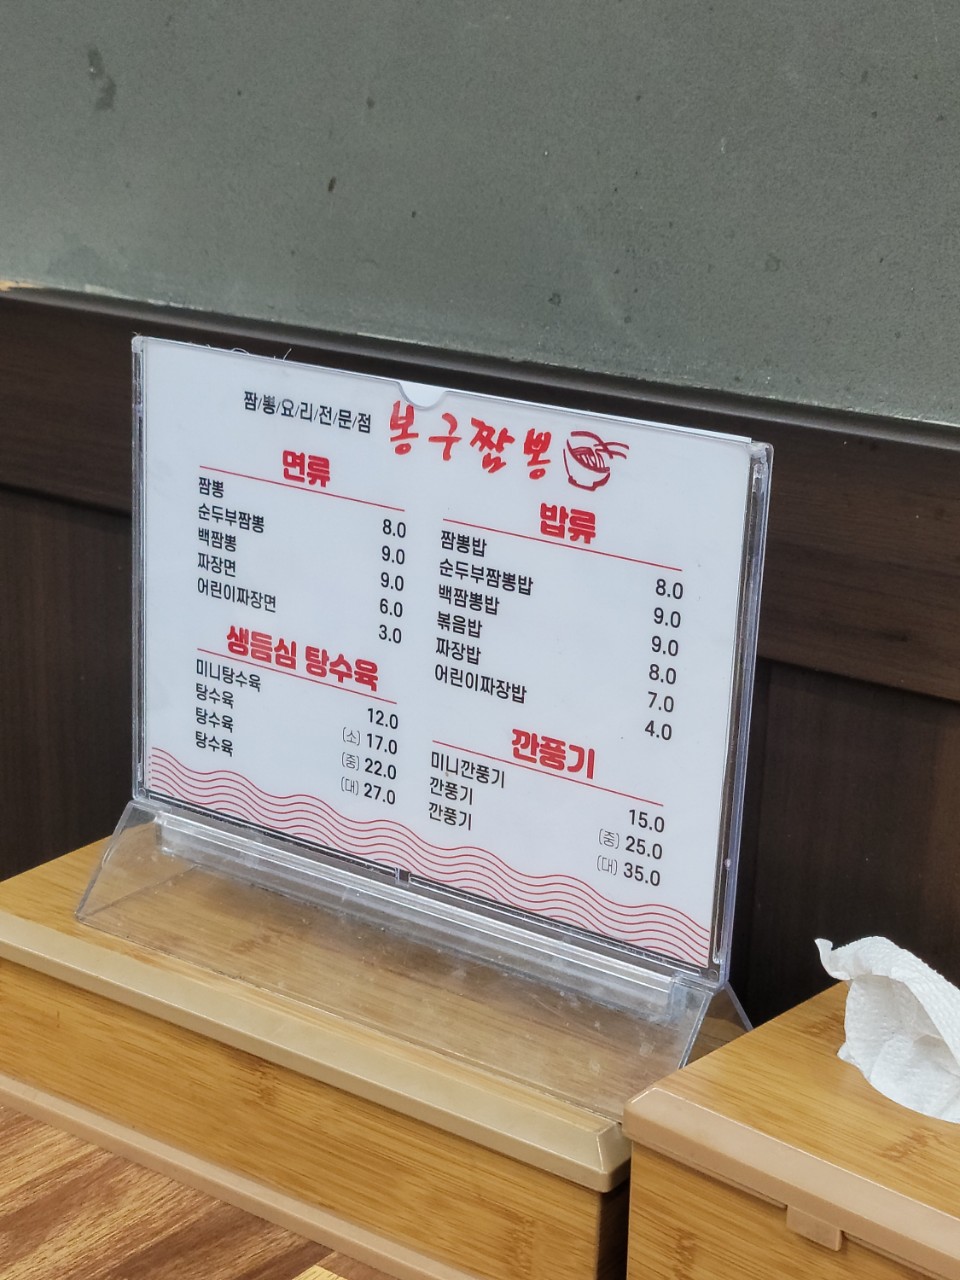 짬/뽕/요/리/전/문/점 봉구짬뽕
면류
짬뽕 8.0
순두부짬뽕 9.0
백짬뽕 9.0
짜장면 6.0
어린이짜장면 3.0
생등심 탕수육
미니탕수육 12.0
탕수육 (소) 17.0
탕수육 (중) 22.0
탕수육 (대) 27.0
밥류
짬뽕밥 8.0
순두부짬뽕밥 9.0
백짬뽕밥 9.0
볶음밥 8.0
짜장밥 7.0
어린이짜장밥 4.0
깐풍기
미니깐풍기 15.0
깐풍기 (중) 25.0
깐풍기 (대) 35.0